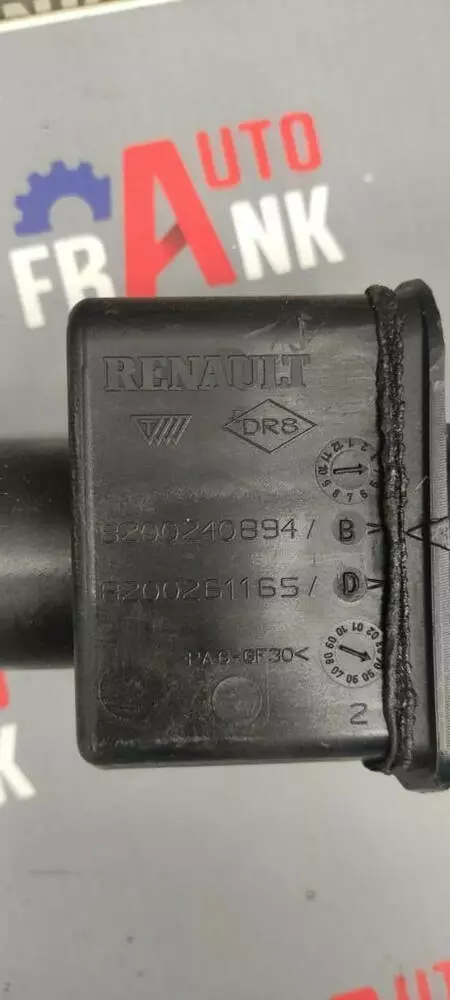 AUTO
FRANK
RENAULT
DR8
8200240894/ B >
8200261165/ D >
>PA6-GF30<
2